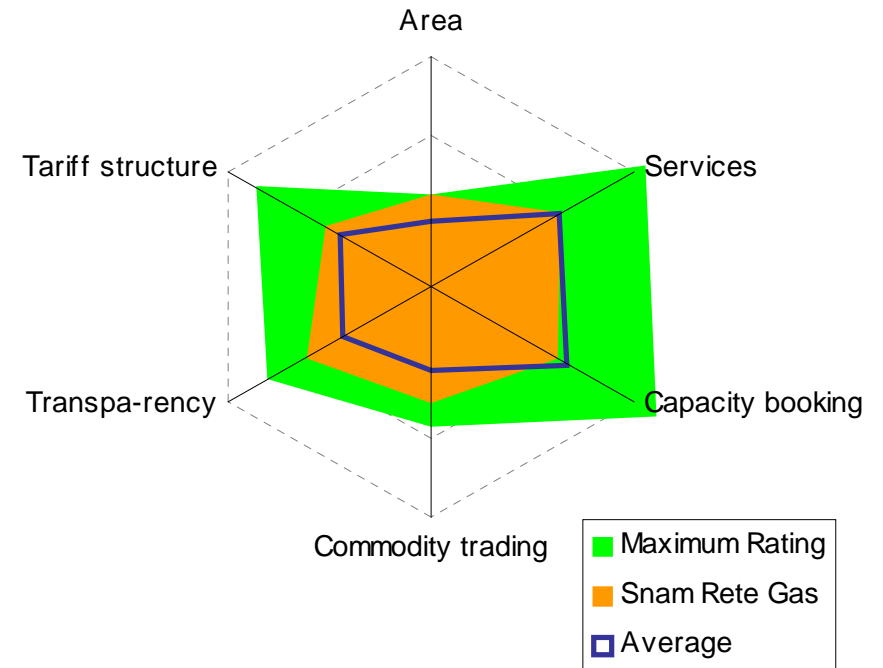 Area
Tariff structure
Services
Transpa-rency
Capacity booking
Commodity trading
Maximum Rating
Snam Rete Gas
Average